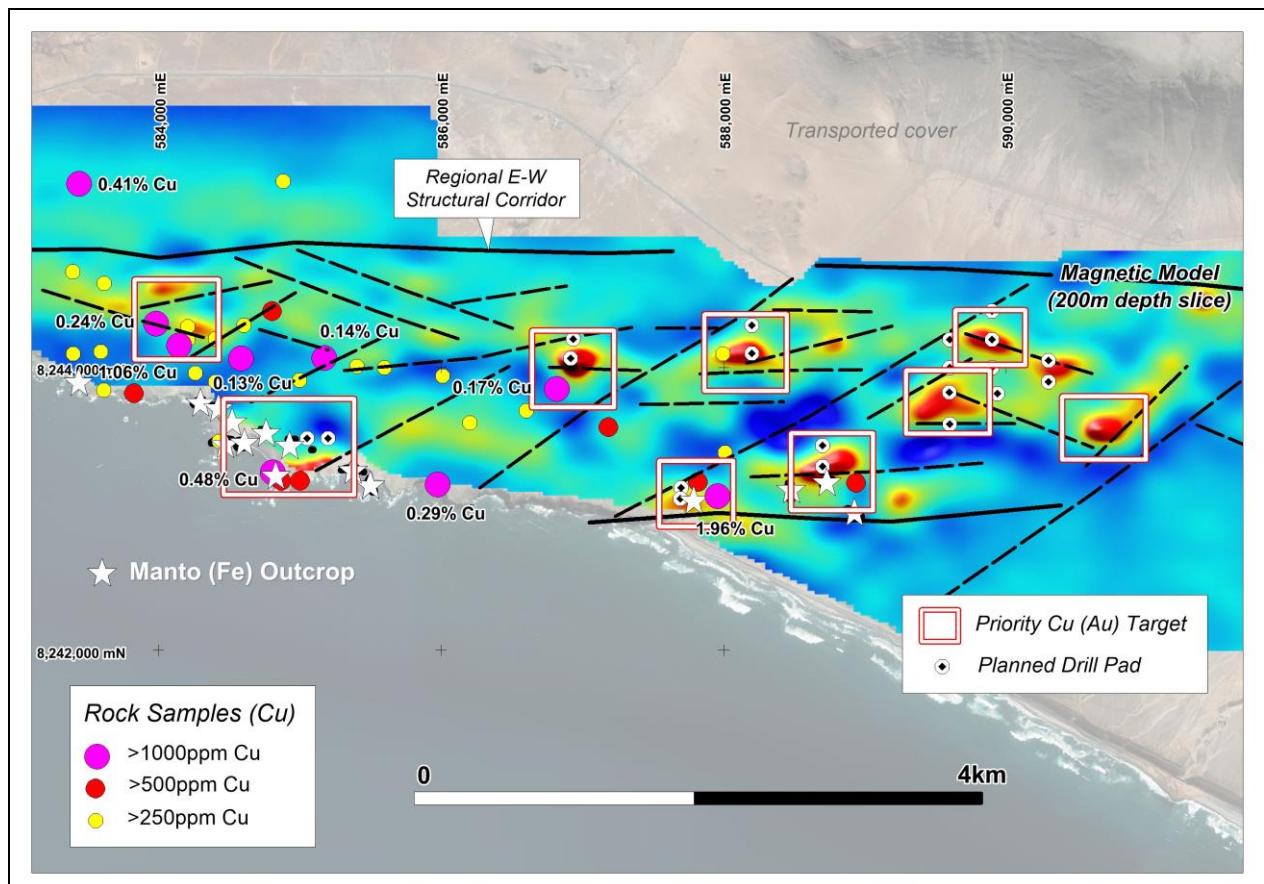 584,000 mE
586,000 mE
588,000 mE
590,000 mE
Transported cover
Regional E-W
Structural Corridor
0.41% Cu
Magnetic Model
(200m depth slice)
0.24% Cu
0.14% Cu
8,244,000 mN
1.06% Cu
0.13% Cu
0.17% Cu
0.48% Cu
0.29% Cu
1.96% Cu
Manto (Fe) Outcrop
Priority Cu (Au) Target
Planned Drill Pad
8,242,000 mN
Rock Samples (Cu)
>1000ppm Cu
>500ppm Cu
>250ppm Cu
0
4km